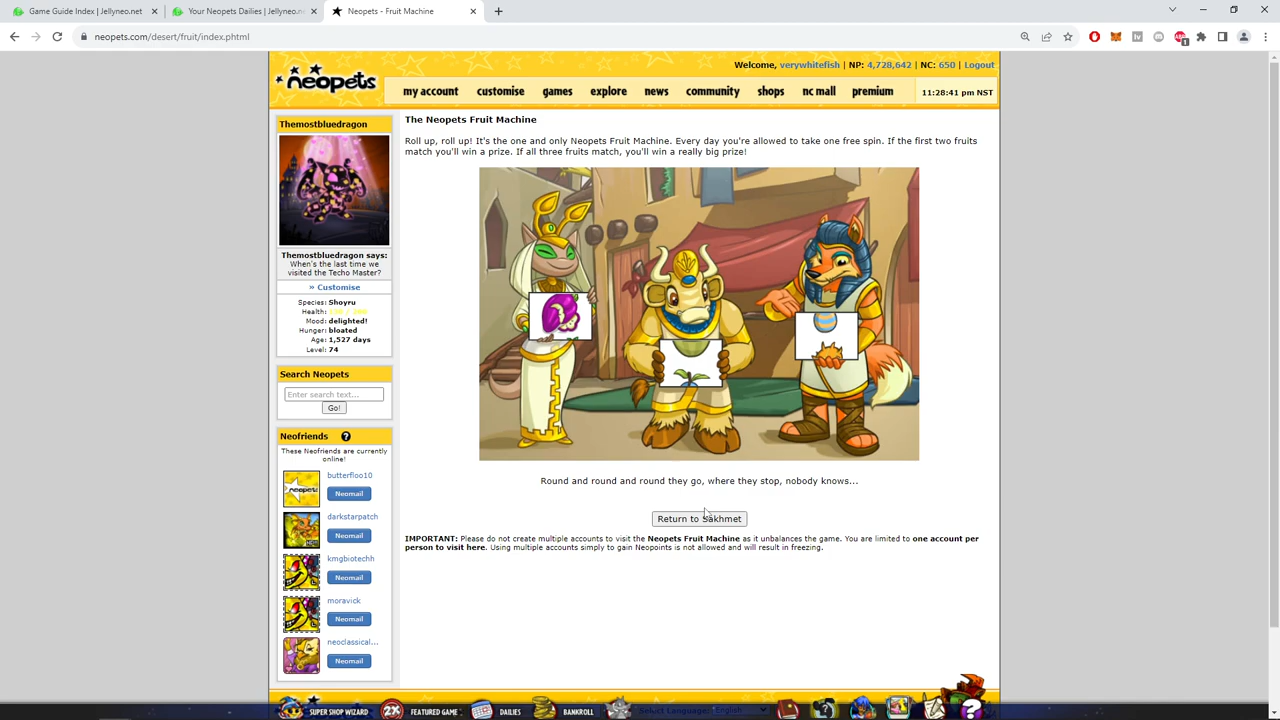 Game Guide Index | Jellyneo.net
Your Neopets Dailies | Jellyneo.n
Neopets - Fruit Machine
neopets.com/desert/fruit/index.phtml
neopets
Welcome, verywhitefish | NP: 4,728,642 | NC: 650 | Logout
my account customise games explore news community shops nc mall premium 11:28:41 pm NST
Themostbluedragon
Themostbluedragon says:
When's the last time we
visited the Techo Master?
» Customise
Species: Shoyru
Health:
Mood: delighted!
Hunger: bloated
Age: 1,527 days
Level: 74
Search Neopets
Enter search text...
Go!
Neofriends ?
These Neofriends are currently
online!
neopets
butterfloo10
Neomail
darkstarpatch
Neomail
kmgbiotechh
Neomail
moravick
Neomail
neoclassical...
Neomail
The Neopets Fruit Machine
Roll up, roll up! It's the one and only Neopets Fruit Machine. Every day you're allowed to take one free spin. If the first two fruits
match you'll win a prize. If all three fruits match, you'll win a really big prize!
Round and round and round they go, where they stop, nobody knows...
Return to Sakhmet
IMPORTANT: Please do not create multiple accounts to visit the Neopets Fruit Machine as it unbalances the game. You are limited to one account per
person to visit here. Using multiple accounts simply to gain Neopoints is not allowed and will result in freezing.
SUPER SHOP WIZARD 2X FEATURED GAME DAILIES BANKROLL Select Language: English